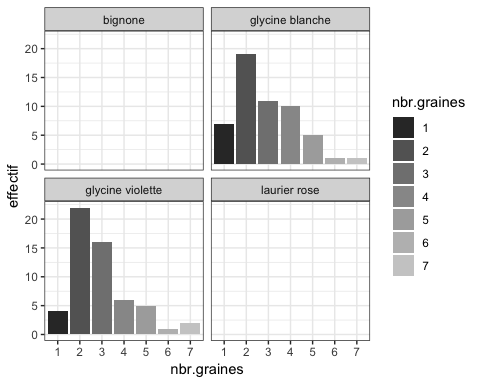 bignone
glycine blanche
20
15
10
5
0
glycine violette
laurier rose
20
15
10
5
0
1 2 3 4 5 6 7
1 2 3 4 5 6 7
nbr.graines
effectif
nbr.graines
1
2
3
4
5
6
7